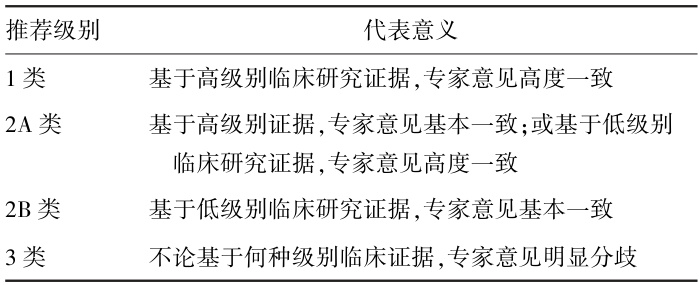 推荐级别 代表意义
1 类 基于高级别临床研究证据,专家意见高度一致
2A 类 基于高级别证据,专家意见基本一致;或基于低级别
临床研究证据,专家意见高度一致
2B 类 基于低级别临床研究证据,专家意见基本一致
3 类 不论基于何种级别临床证据,专家意见明显分歧